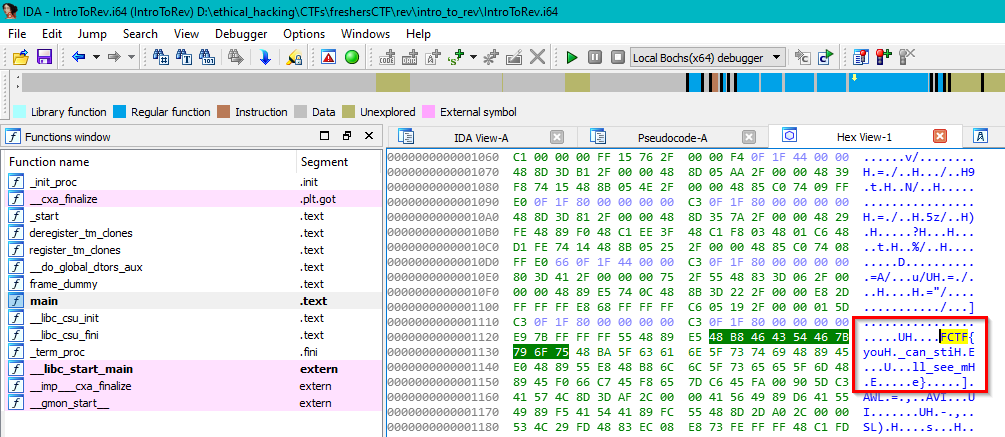 IDA - IntroToRev.i64 (IntroToRev) D:\ethical_hacking\CTFs\freshersCTF\rev\intro_to_rev\IntroToRev.i64
File Edit Jump Search View Debugger Options Windows Help
Local Bochs(x64) debugger
Library function Regular function Instruction Data Unexplored External symbol
Functions window
Function name Segment
_init_proc .init
__cxa_finalize .plt.got
_start .text
deregister_tm_clones .text
register_tm_clones .text
__do_global_dtors_aux .text
frame_dummy .text
main .text
__libc_csu_init .text
__libc_csu_fini .text
_term_proc .fini
__libc_start_main extern
__imp___cxa_finalize extern
__gmon_start__ extern
IDA View-A Pseudocode-A Hex View-1
0000000000001060 C1 00 00 00 FF 15 76 2F 00 00 F4 0F 1F 44 00 00 ......v/........
0000000000001070 48 8D 3D B1 2F 00 00 48 8D 05 AA 2F 00 00 48 39 H.=./..H.../..H9
0000000000001080 F8 74 15 48 8B 05 4E 2F 00 00 48 85 C0 74 09 FF .t.H..N/..H.....
0000000000001090 E0 0F 1F 80 00 00 00 00 C3 0F 1F 80 00 00 00 00 ................
00000000000010A0 48 8D 3D 81 2F 00 00 48 8D 35 7A 2F 00 00 48 29 H.=./..H.5z/..H)
00000000000010B0 FE 48 89 F0 48 C1 EE 3F 48 C1 F8 03 48 01 C6 48 .H..H..?H...H..H
00000000000010C0 D1 FE 74 14 48 8B 05 25 2F 00 00 48 85 C0 74 08 ..t.H..%/..H....
00000000000010D0 FF E0 66 0F 1F 44 00 00 C3 0F 1F 80 00 00 00 00 .....D..........
00000000000010E0 80 3D 41 2F 00 00 00 75 2F 55 48 83 3D 06 2F 00 .=A/...u/UH.=./.
00000000000010F0 00 00 48 89 E5 74 0C 48 8B 3D 22 2F 00 00 E8 2D ..H....H.="/....
0000000000001100 FF FF FF E8 68 FF FF FF C6 05 19 2F 00 00 01 5D .........../...]
0000000000001110 C3 0F 1F 80 00 00 00 00 C3 0F 1F 80 00 00 00 00 ................
0000000000001120 E9 7B FF FF FF 55 48 89 E5 48 B8 46 43 54 46 7B .....UH....FCTF{
0000000000001130 79 6F 75 48 BA 5F 63 61 6E 5F 73 74 69 48 89 45 youH._can_stiH.E
0000000000001140 E0 48 89 55 E8 48 B8 6C 6C 5F 73 65 65 5F 6D 48 ...U...ll_see_mH
0000000000001150 89 45 F0 66 C7 45 F8 65 7D C6 45 FA 00 90 5D C3 .E.....e}.....].
0000000000001160 41 57 4C 8D 3D AF 2C 00 00 41 56 49 89 D6 41 55 AWL.=.,..AVI...U
0000000000001170 49 89 F5 41 54 41 89 FC 55 48 8D 2D A0 2C 00 00 I.......UH.-.,..
0000000000001180 53 4C 29 FD 48 83 EC 08 E8 73 FE FF FF 48 C1 FD SL).H....s...H..